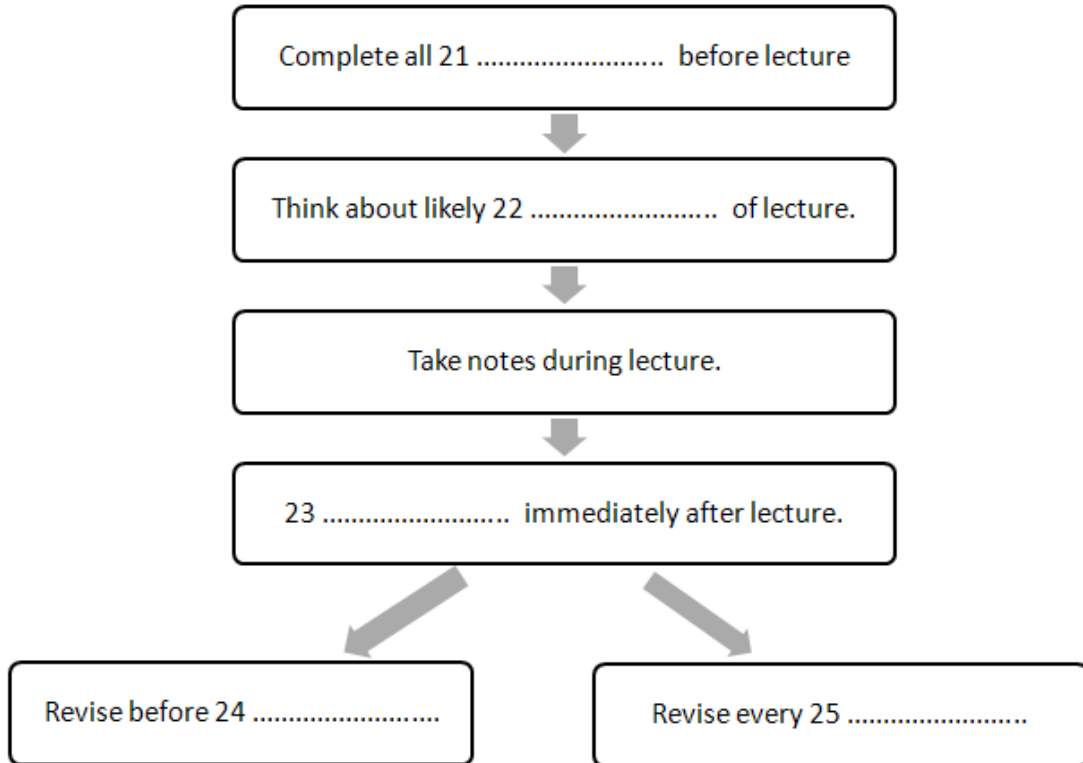 Complete all 21 .......................... before lecture
Think about likely 22 .......................... of lecture.
Take notes during lecture.
23 .......................... immediately after lecture.
Revise before 24 ..........................
Revise every 25 .........................